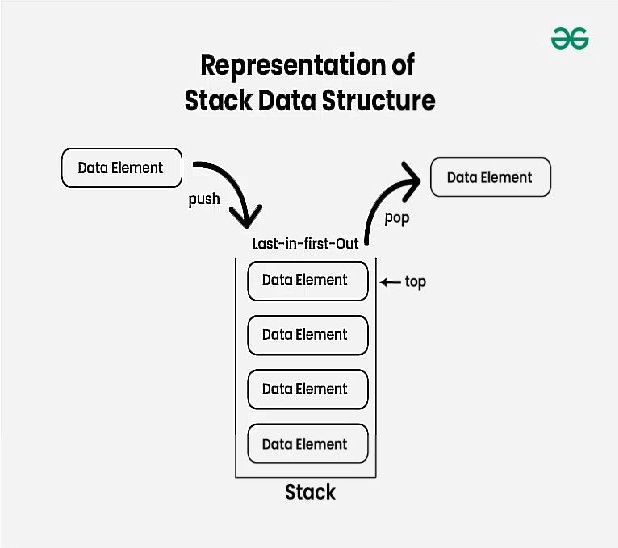 Representation of
Stack Data Structure
Data Element
push
Data Element
pop
Last-in-first-Out
Data Element
top
Data Element
Data Element
Data Element
Stack